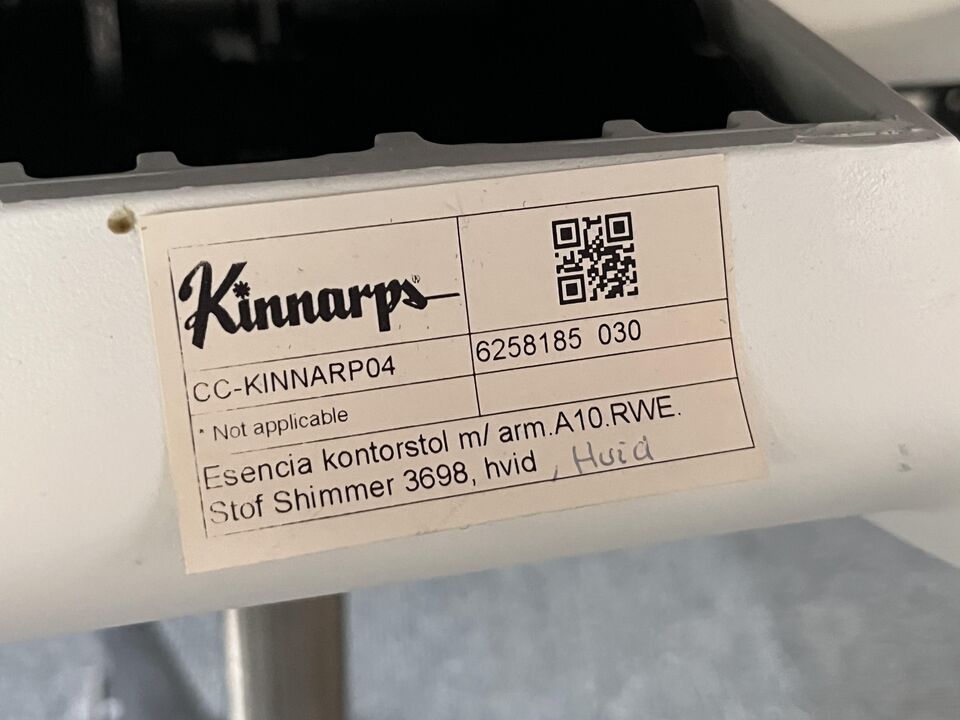 Kinnarps®
CC-KINNARP04
6258185 030
* Not applicable
Esencia kontorstol m/ arm.A10.RWE.
Stof Shimmer 3698, hvid , Hvid